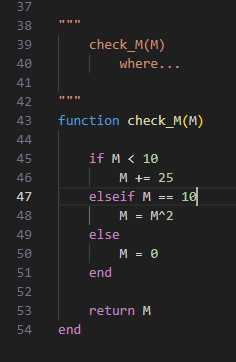 37
38 """
39     check_M(M)
40         where...
41
42 """
43 function check_M(M)
44
45     if M < 10
46         M += 25
47     elseif M == 10
48         M = M^2
49     else
50         M = 0
51     end
52
53     return M
54 end